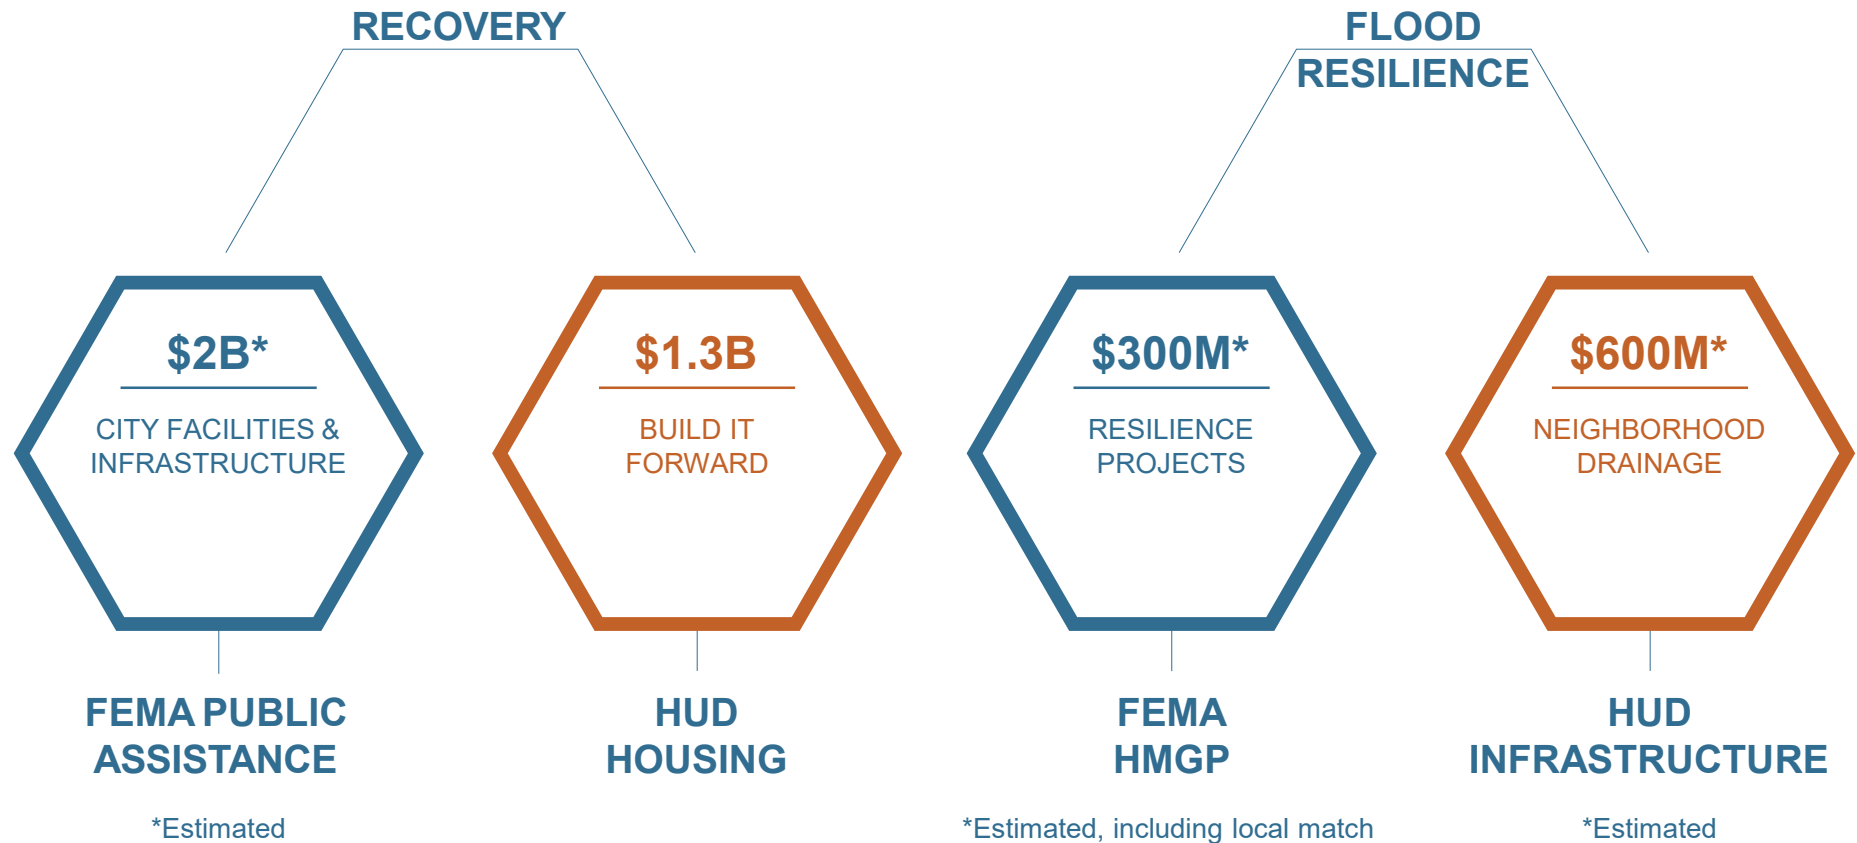 RECOVERY
FLOOD
RESILIENCE
$2B*
CITY FACILITIES &
INFRASTRUCTURE
FEMA PUBLIC
ASSISTANCE
*Estimated
$1.3B
BUILD IT
FORWARD
HUD
HOUSING
$300M*
RESILIENCE
PROJECTS
FEMA
HMGP
*Estimated, including local match
$600M*
NEIGHBORHOOD
DRAINAGE
HUD
INFRASTRUCTURE
*Estimated